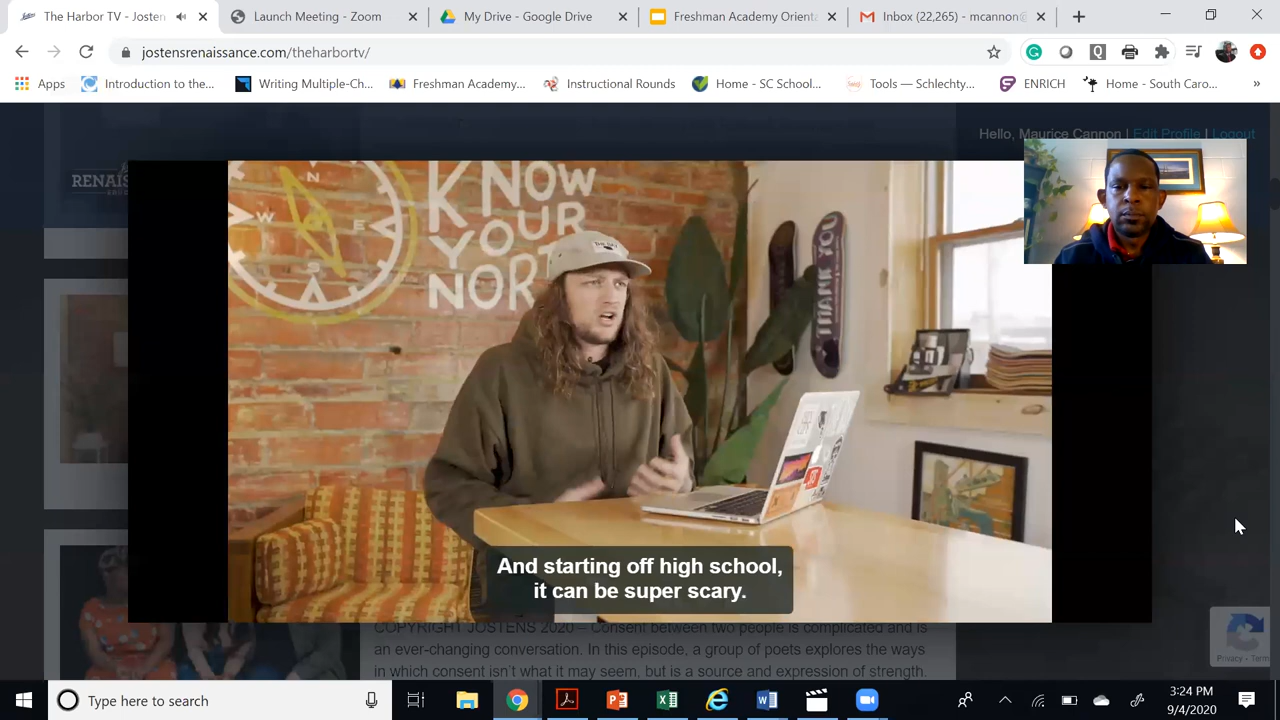 The Harbor TV - Josten
Launch Meeting - Zoom
My Drive - Google Drive
Freshman Academy Orienta
Inbox (22,265) - mcannon@
jostensrenaissance.com/theharbortv/
Apps
Introduction to the...
Writing Multiple-Ch...
Freshman Academy...
Instructional Rounds
Home - SC School...
Tools — Schlechty...
ENRICH
Home - South Caro...
»
Hello, Maurice Cannon | Edit Profile | Logout
RENAIS
KNOW
YOUR
NORT
N
W
E
S
THANK YOU
And starting off high school,
it can be super scary.
COPYRIGHT JOSTENS 2020 – Consent between two people is complicated and is
an ever-changing conversation. In this episode, a group of poets explores the ways
in which consent isn't what it may seem, but is a source and expression of strength.
Privacy - Term
Type here to search
3:24 PM
9/4/2020